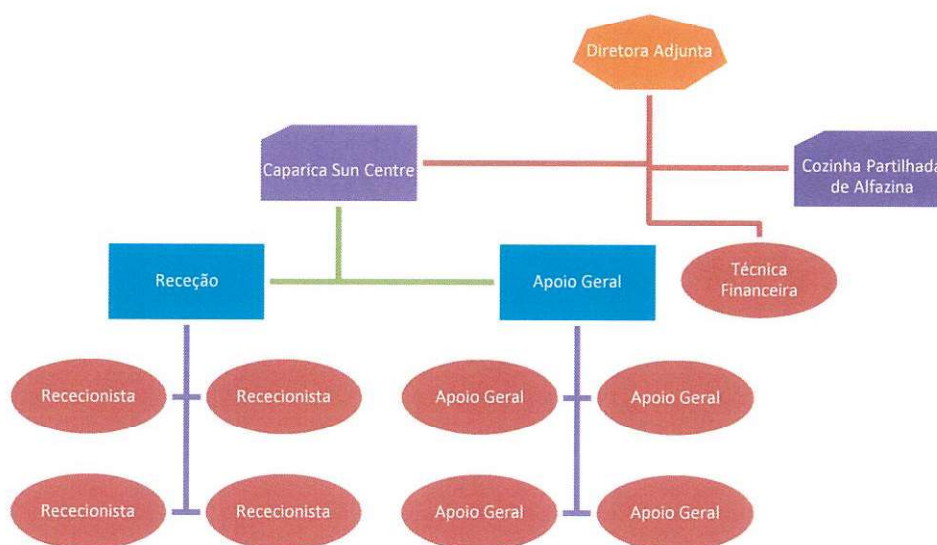 Diretora Adjunta
Caparica Sun Centre
Cozinha Partilhada
de Alfazina
Receção
Apoio Geral
Técnica
Financeira
Rececionista
Rececionista
Apoio Geral
Apoio Geral
Rececionista
Rececionista
Apoio Geral
Apoio Geral